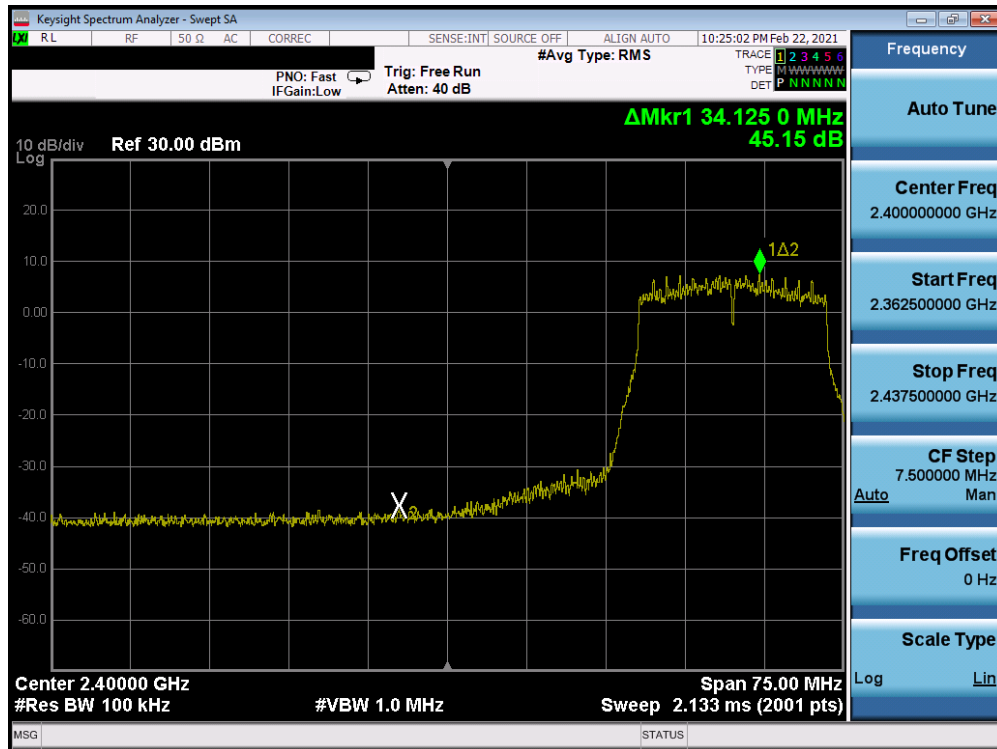 Keysight Spectrum Analyzer - Swept SA
LXI RL RF 50 Ω AC CORREC SENSE:INT SOURCE OFF ALIGN AUTO 10:25:02 PM Feb 22, 2021
#Avg Type: RMS
TRACE 1 2 3 4 5 6
TYPE M W W W W W
DET P N N N N N
PNO: Fast
IFGain:Low
Trig: Free Run
Atten: 40 dB
ΔMkr1 34.125 0 MHz
45.15 dB
10 dB/div
Log
Ref 30.00 dBm
20.0
10.0
0.00
-10.0
-20.0
-30.0
-40.0
-50.0
-60.0
1Δ2
X2
Center 2.40000 GHz
Span 75.00 MHz
#Res BW 100 kHz
#VBW 1.0 MHz
Sweep 2.133 ms (2001 pts)
MSG
STATUS
Frequency
Auto Tune
Center Freq
2.400000000 GHz
Start Freq
2.362500000 GHz
Stop Freq
2.437500000 GHz
CF Step
7.500000 MHz
Auto Man
Freq Offset
0 Hz
Scale Type
Log Lin